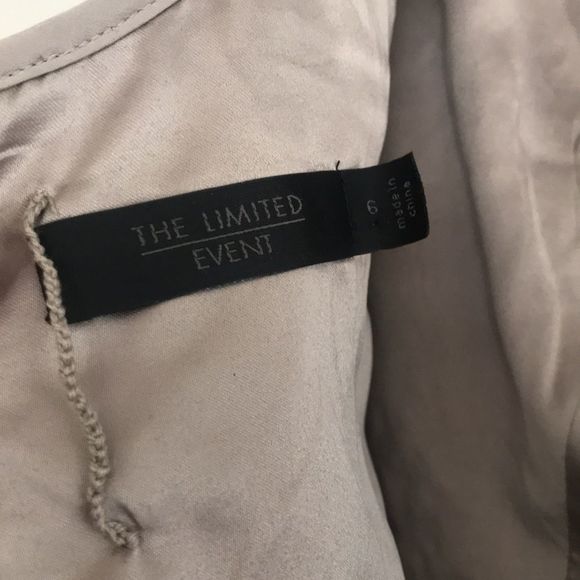 THE LIMITED
EVENT
6
made in
china